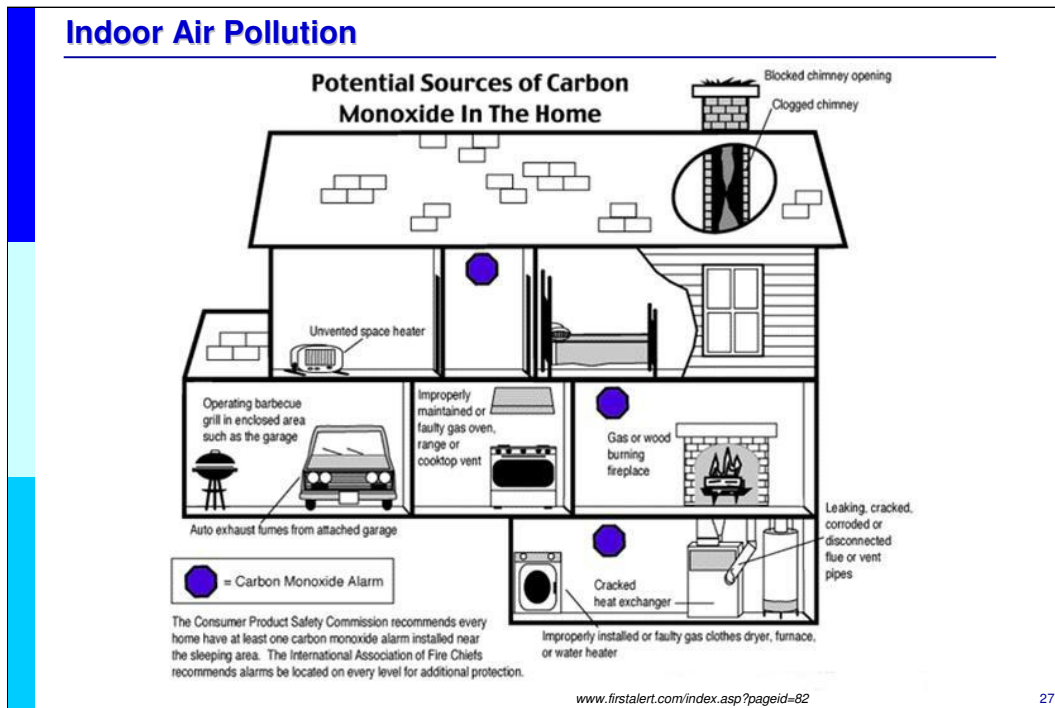 Indoor Air Pollution
Potential Sources of Carbon
Monoxide In The Home
Blocked chimney opening
Clogged chimney
Unvented space heater
Operating barbecue
grill in enclosed area
such as the garage
Improperly
maintained or
faulty gas oven,
range or
cooktop vent
Gas or wood
burning
fireplace
Auto exhaust fumes from attached garage
Leaking, cracked,
corroded or
disconnected
flue or vent
pipes
= Carbon Monoxide Alarm
Cracked
heat exchanger
Improperly installed or faulty gas clothes dryer, furnace,
or water heater
The Consumer Product Safety Commission recommends every
home have at least one carbon monoxide alarm installed near
the sleeping area. The International Association of Fire Chiefs
recommends alarms be located on every level for additional protection.
www.firstalert.com/index.asp?pageid=82
27